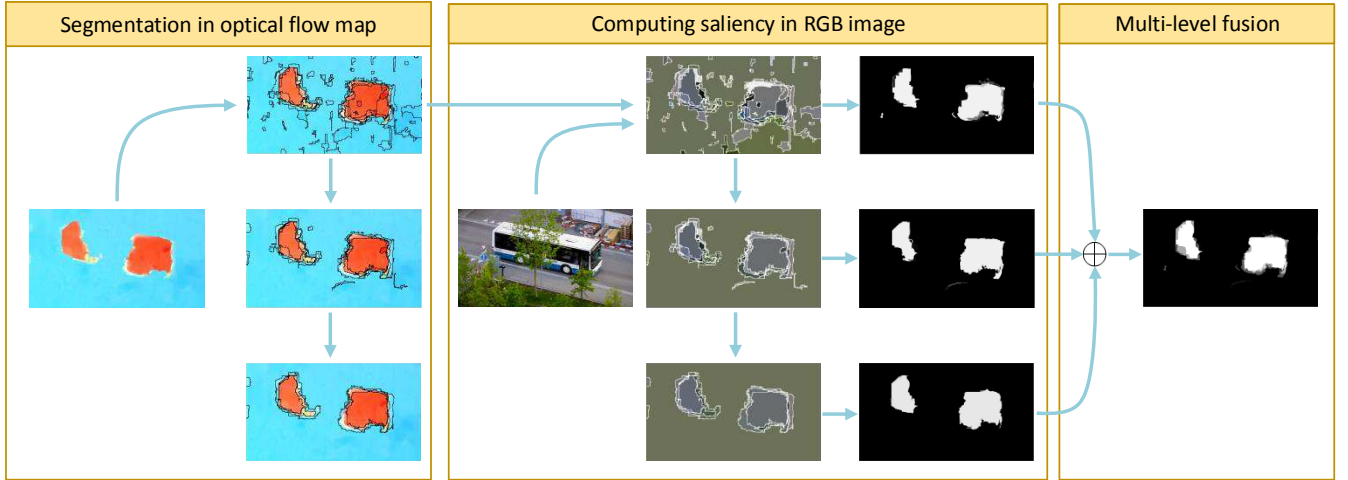 Segmentation in optical flow map
Computing saliency in RGB image
Multi-level fusion